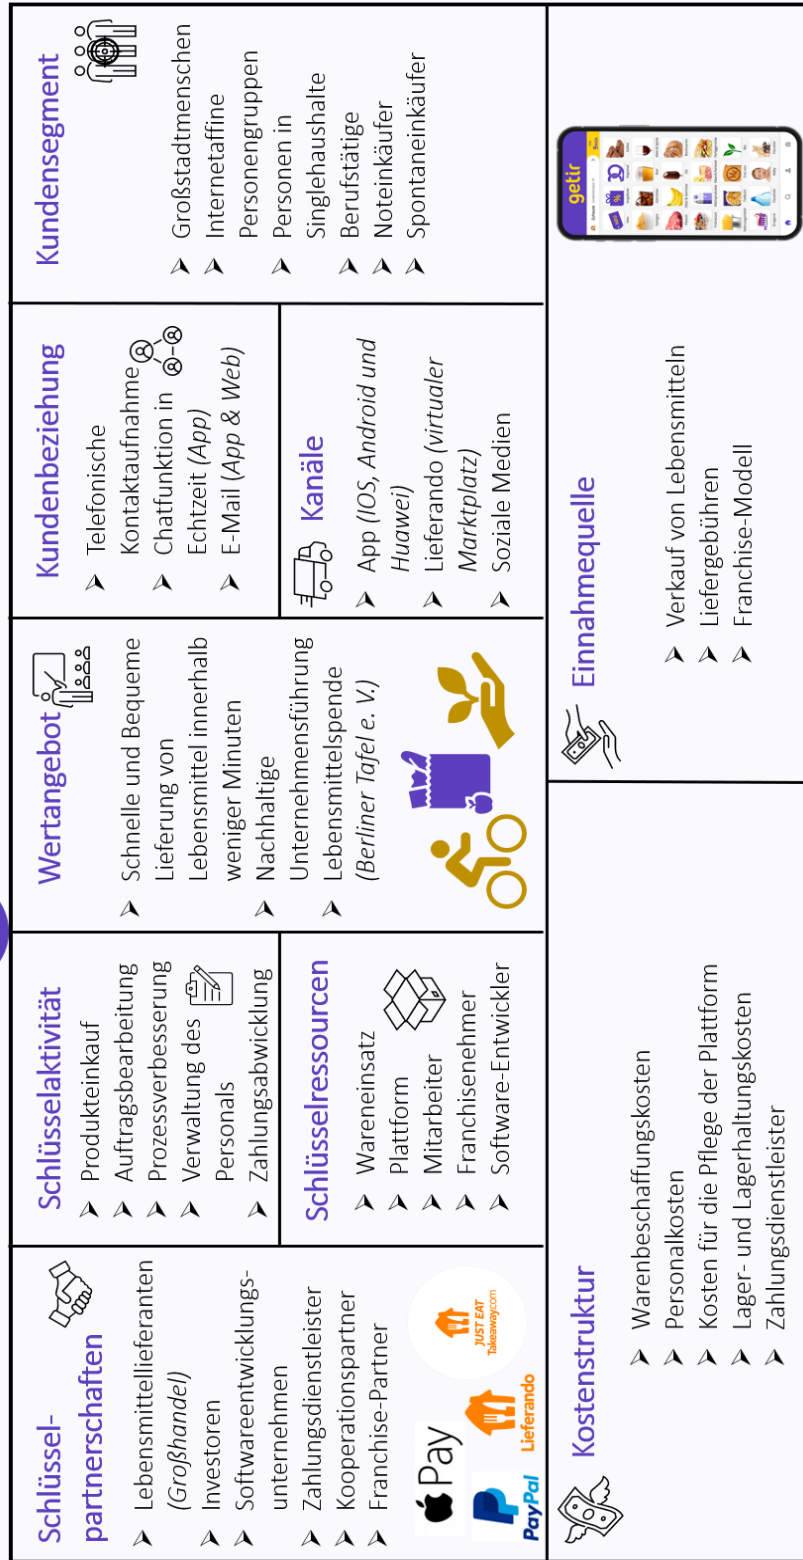 Schlüssel-
partnerschaften
Lebensmittellieferanten
(Großhandel)
Investoren
Softwareentwicklungs-
unternehmen
Zahlungsdienstleister
Kooperationspartner
Franchise-Partner
Pay
PayPal
Lieferando
JUST EAT
Takeaway.com
Schlüsselaktivität
Produkteinkauf
Auftragsbearbeitung
Prozessverbesserung
Verwaltung des
Personals
Zahlungsabwicklung
Schlüsselressourcen
Wareneinsatz
Plattform
Mitarbeiter
Franchisenehmer
Software-Entwickler
Wertangebot
Schnelle und Bequeme
Lieferung von
Lebensmittel innerhalb
weniger Minuten
Nachhaltige
Unternehmensführung
Lebensmittelspende
(Berliner Tafel e. V.)
Kundenbeziehung
Telefonische
Kontaktaufnahme
Chatfunktion in
Echtzeit (App)
E-Mail (App & Web)
Kanäle
App (IOS, Android und
Huawei)
Lieferando (virtualer
Marktplatz)
Soziale Medien
Kundensegment
Großstadtmenschen
Internetaffine
Personengruppen
Personen in
Singlehaushalte
Berufstätige
Noteinkäufer
Spontaneinkäufer
Kostenstruktur
Warenbeschaffungskosten
Personalkosten
Kosten für die Pflege der Plattform
Lager- und Lagerhaltungskosten
Zahlungsdienstleister
Einnahmequelle
Verkauf von Lebensmitteln
Liefergebühren
Franchise-Modell
getir